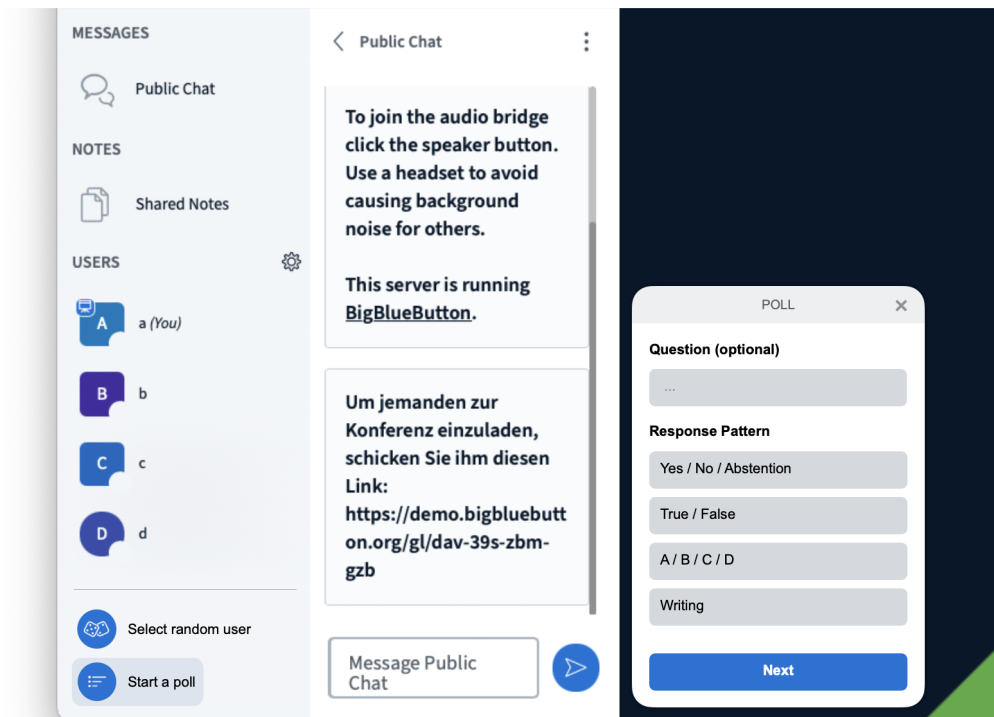 MESSAGES
Public Chat
NOTES
Shared Notes
USERS
A
a (You)
B
b
C
c
D
d
Select random user
Start a poll
Public Chat
To join the audio bridge
click the speaker button.
Use a headset to avoid
causing background
noise for others.
This server is running
BigBlueButton.
Um jemanden zur
Konferenz einzuladen,
schicken Sie ihm diesen
Link:
https://demo.bigbluebutt
on.org/gl/dav-39s-zbm-
gzb
Message Public
Chat
POLL
Question (optional)
...
Response Pattern
Yes / No / Abstention
True / False
A / B / C / D
Writing
Next